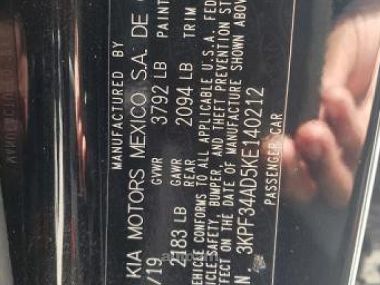 MANUFACTURED BY
KIA MOTORS MEXICO S.A. DE
/19 GVWR 3792 LB PAINT
GAWR
2183 LB REAR 2094 LB TRIM
VEHICLE CONFORMS TO ALL APPLICABLE U.S.A. FED
SAFETY, BUMPER, AND THEFT PREVENTION ST
EFFECT ON THE DATE OF MANUFACTURE SHOWN ABOVE
N. 3KPF34AD5KE140212
PASSENGER CAR